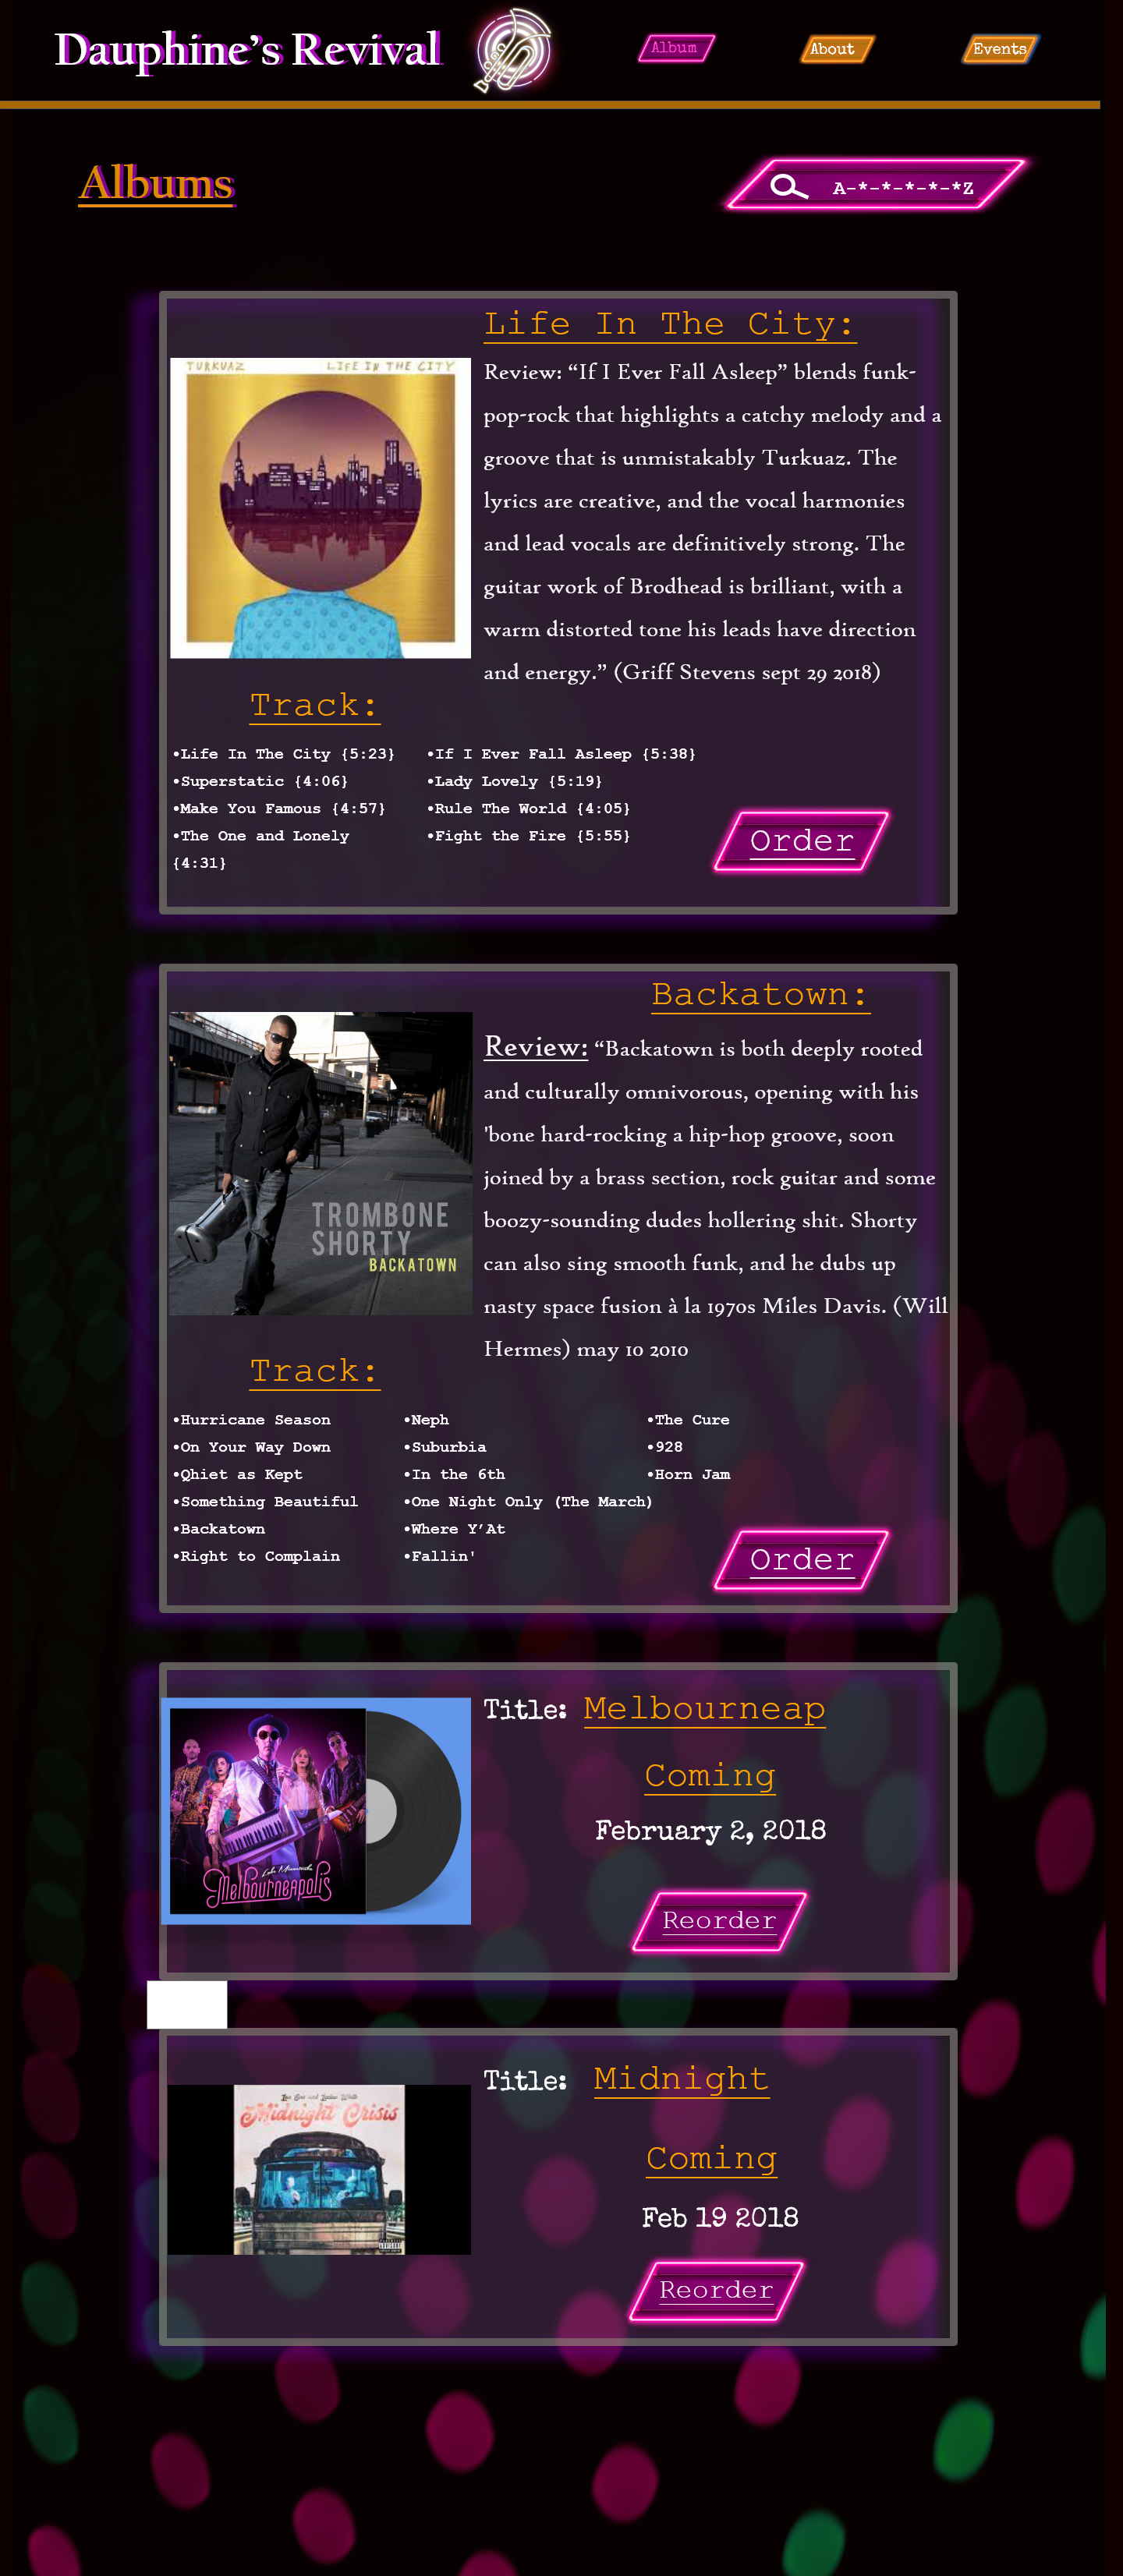 Dauphine’s Revival
Album
About
Events
Albums
A-*-*-*-*-*Z
Life In The City:
TURKUAZ LIFE IN THE CITY
Review: “If I Ever Fall Asleep” blends funk-
pop-rock that highlights a catchy melody and a
groove that is unmistakably Turkuaz. The
lyrics are creative, and the vocal harmonies
and lead vocals are definitively strong. The
guitar work of Brodhead is brilliant, with a
warm distorted tone his leads have direction
and energy.” (Griff Stevens sept 29 2018)
Track:
•Life In The City {5:23}
•Superstatic {4:06}
•Make You Famous {4:57}
•The One and Lonely
{4:31}
•If I Ever Fall Asleep {5:38}
•Lady Lovely {5:19}
•Rule The World {4:05}
•Fight the Fire {5:55}
Order
Backatown:
TROMBONE
SHORTY
BACKATOWN
Review: “Backatown is both deeply rooted
and culturally omnivorous, opening with his
'bone hard-rocking a hip-hop groove, soon
joined by a brass section, rock guitar and some
boozy-sounding dudes hollering shit. Shorty
can also sing smooth funk, and he dubs up
nasty space fusion à la 1970s Miles Davis. (Will
Hermes) may 10 2010
Track:
•Hurricane Season
•On Your Way Down
•Qhiet as Kept
•Something Beautiful
•Backatown
•Right to Complain
•Neph
•Suburbia
•In the 6th
•One Night Only (The March)
•Where Y’At
•Fallin'
•The Cure
•928
•Horn Jam
Order
Title: Melbourneap
Melbourneapolis
Coming
February 2, 2018
Reorder
Title: Midnight
Midnight Crisis
Coming
Feb 19 2018
Reorder